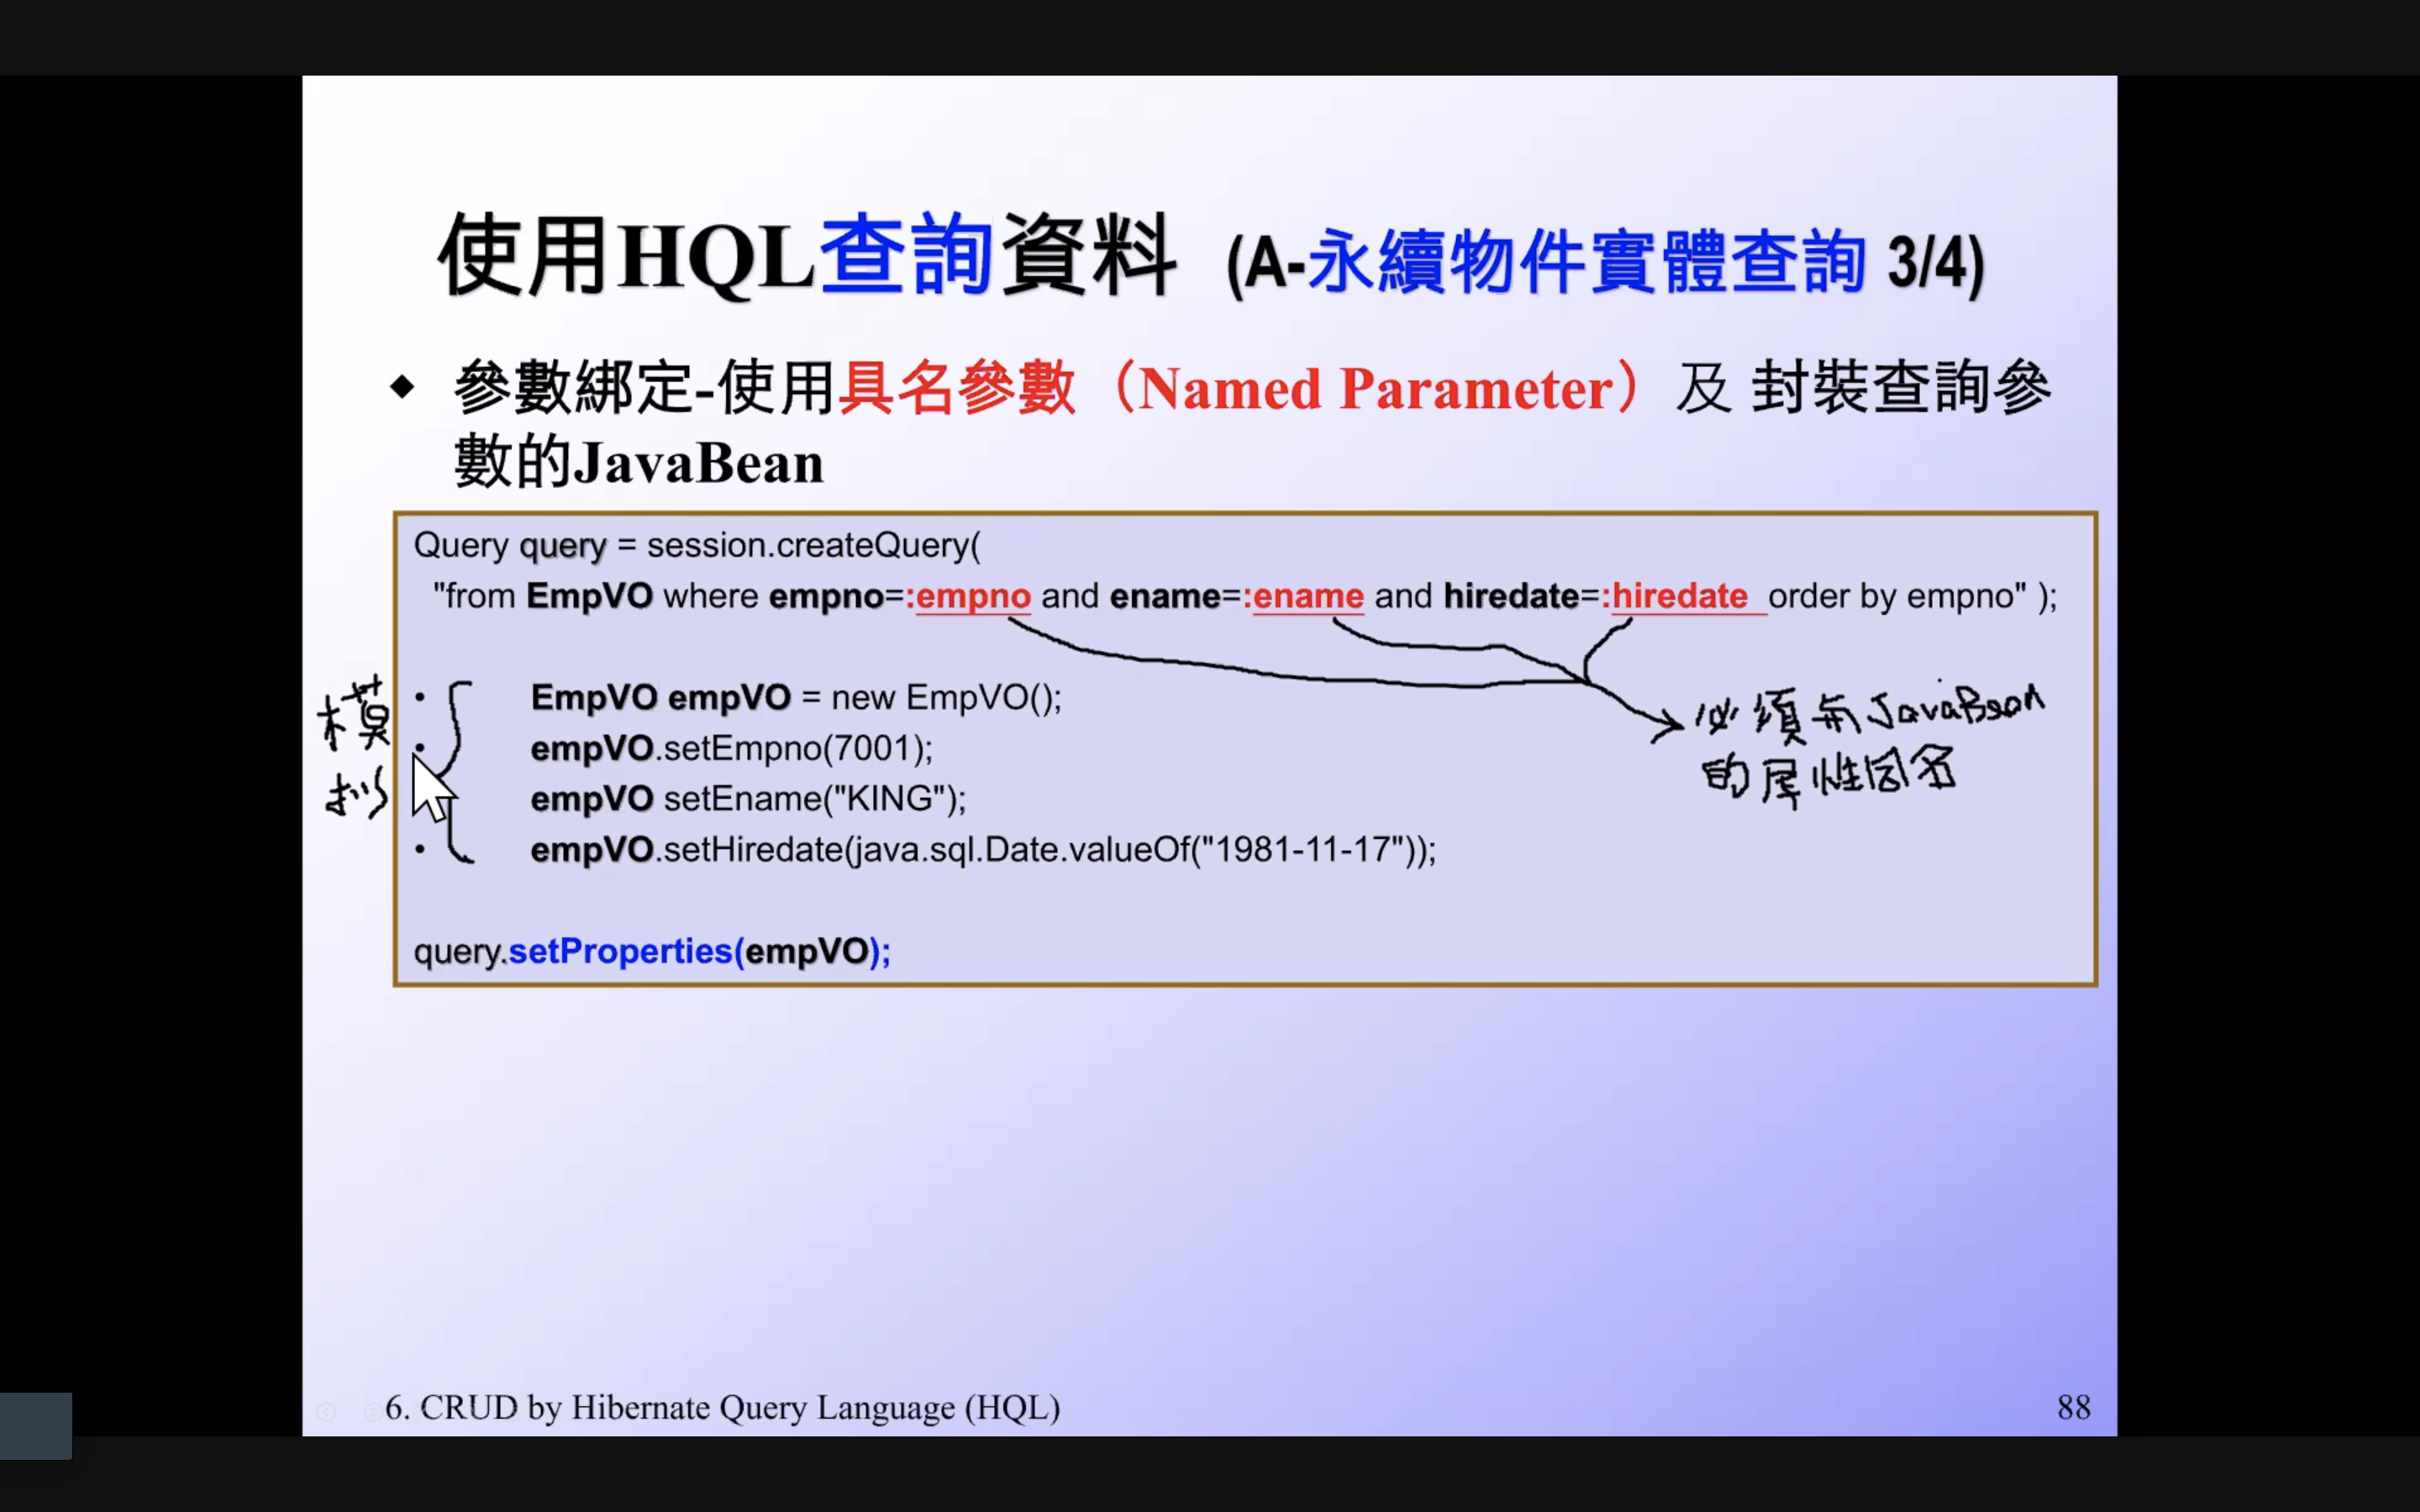 使用HQL查詢資料 (A-永續物件實體查詢 3/4)
◆ 參數綁定-使用具名參數（Named Parameter）及 封裝查詢參
數的JavaBean
Query query = session.createQuery(
"from EmpVO where empno=:empno and ename=:ename and hiredate=:hiredate order by empno" );
• EmpVO empVO = new EmpVO();
• empVO.setEmpno(7001);
empVO setEname("KING");
• empVO.setHiredate(java.sql.Date.valueOf("1981-11-17"));
query.setProperties(empVO);
模
拟
必須与JavaBean
的屬性同名
6. CRUD by Hibernate Query Language (HQL)
88